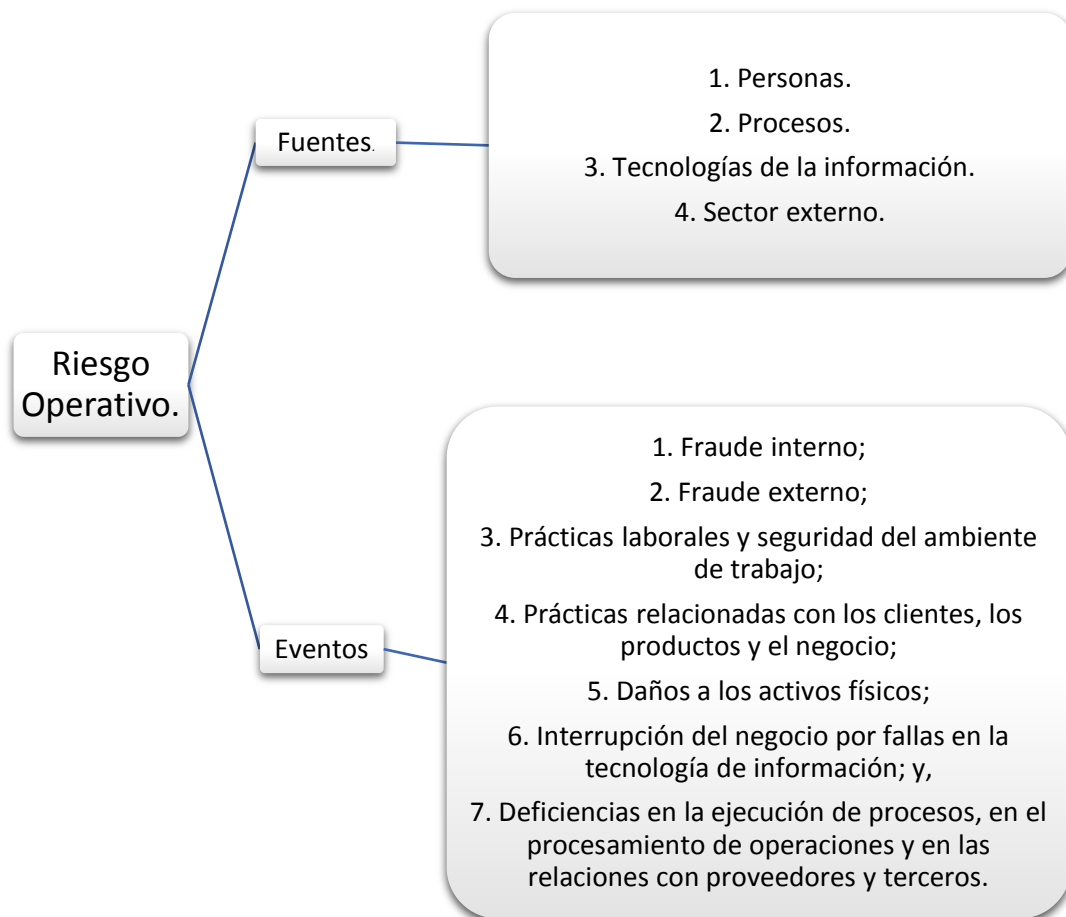 Riesgo
Operativo.
Fuentes.
1. Personas.
2. Procesos.
3. Tecnologías de la información.
4. Sector externo.
Eventos
1. Fraude interno;
2. Fraude externo;
3. Prácticas laborales y seguridad del ambiente
de trabajo;
4. Prácticas relacionadas con los clientes, los
productos y el negocio;
5. Daños a los activos físicos;
6. Interrupción del negocio por fallas en la
tecnología de información; y,
7. Deficiencias en la ejecución de procesos, en el
procesamiento de operaciones y en las
relaciones con proveedores y terceros.